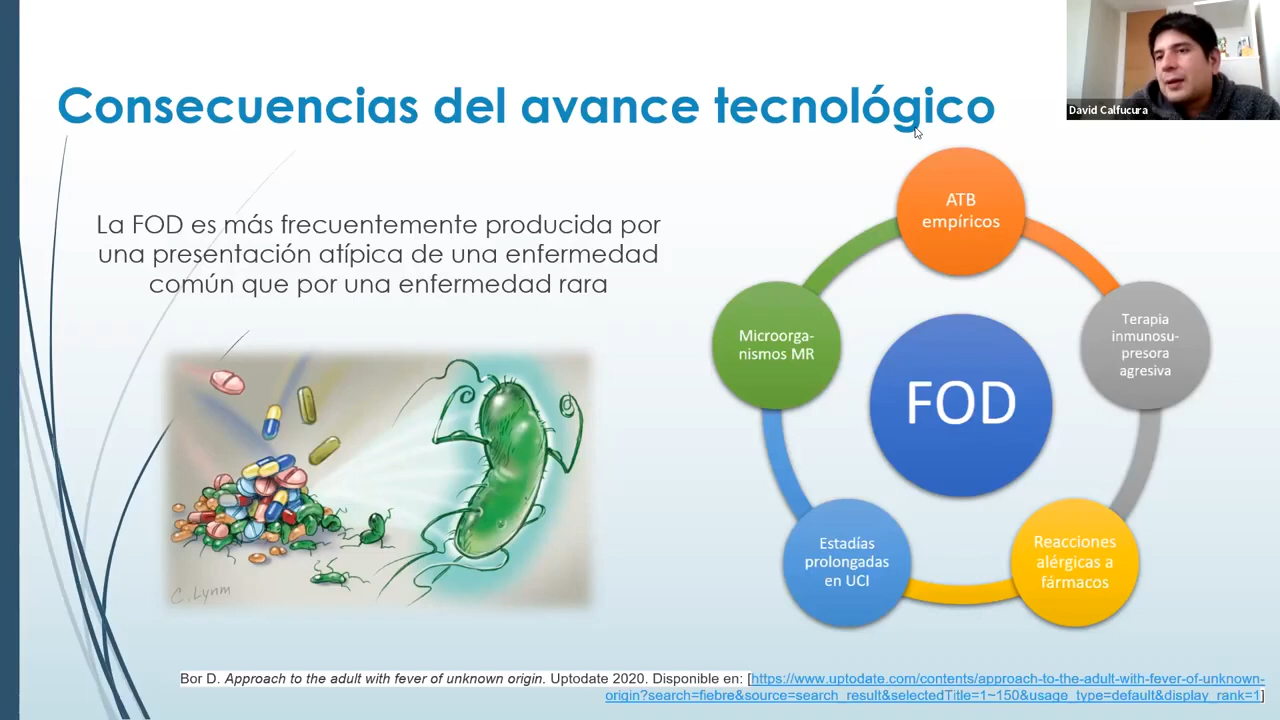 Consecuencias del avance tecnológico
David Calfucura
La FOD es más frecuentemente producida por
una presentación atípica de una enfermedad
común que por una enfermedad rara
ATB
empíricos
Terapia
inmunosu-
presora
agresiva
Reacciones
alérgicas a
fármacos
Estadías
prolongadas
en UCI
Microorga-
nismos MR
FOD
C. Lynm
Bor D. Approach to the adult with fever of unknown origin. Uptodate 2020. Disponible en: [https://www.uptodate.com/contents/approach-to-the-adult-with-fever-of-unknown-
origin?search=fiebre&source=search_result&selectedTitle=1~150&usage_type=default&display_rank=1]